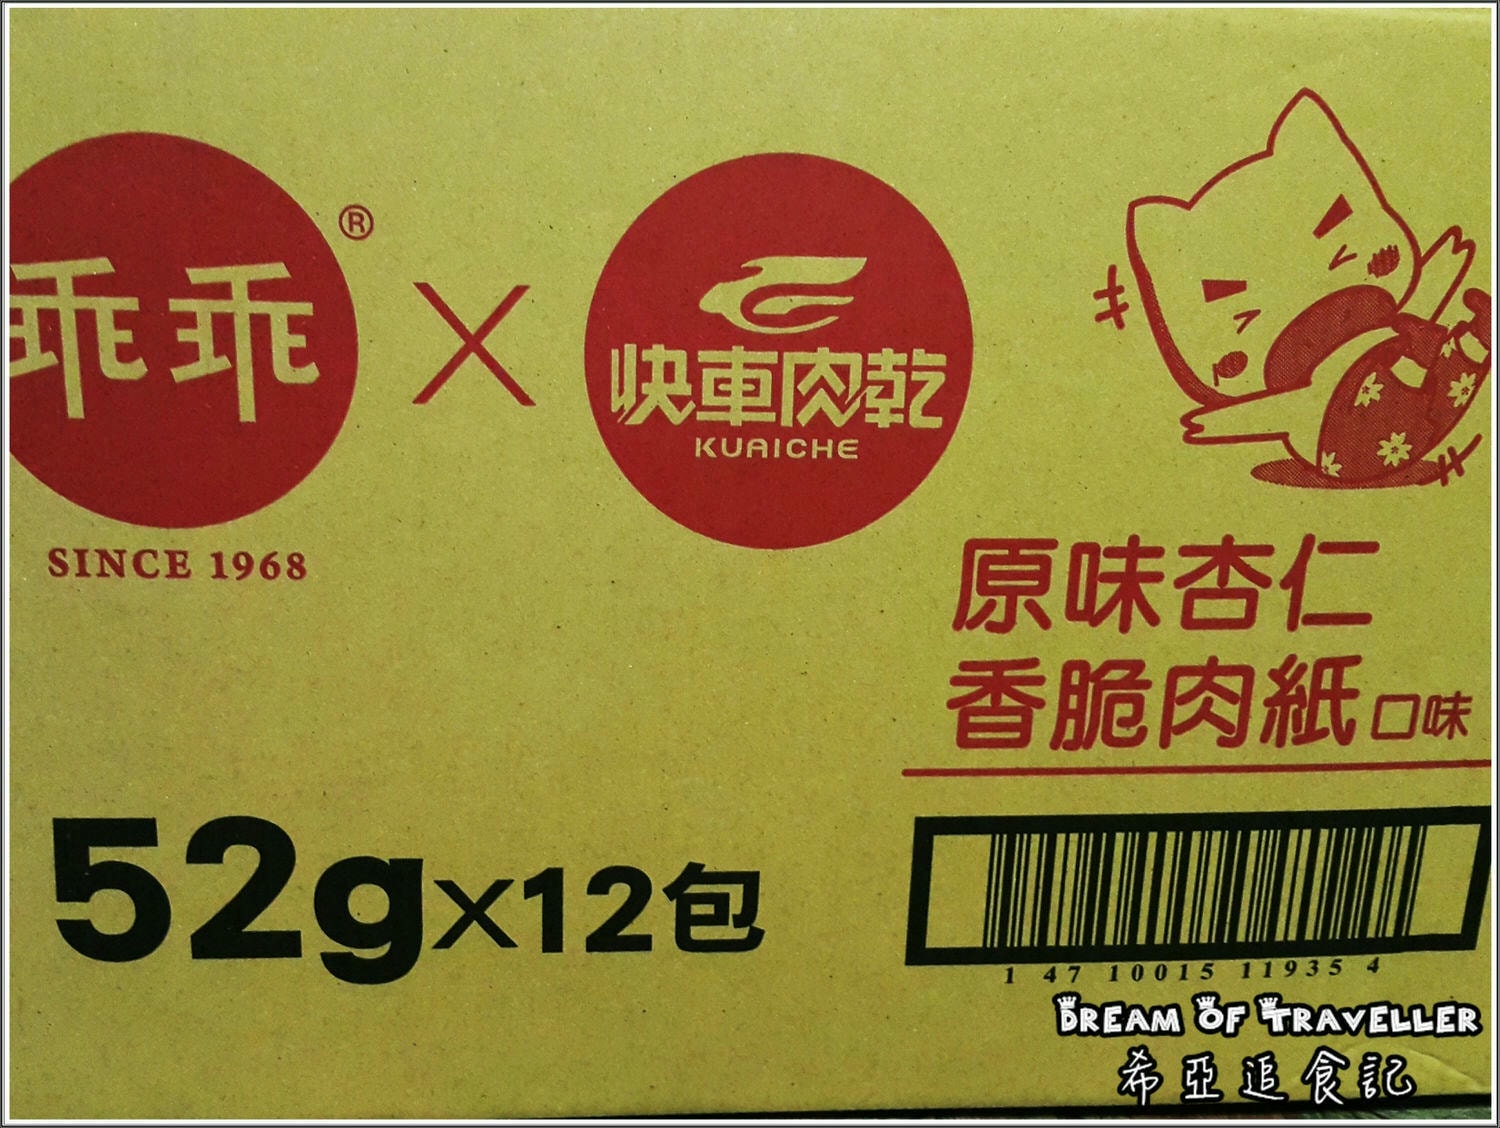 乖乖®
×
快車肉乾
KUAICHE
SINCE 1968
原味杏仁
香脆肉紙口味
52g×12包
1 47 10015 11935 4
DREAM OF TRAVELLER
希亞追食記